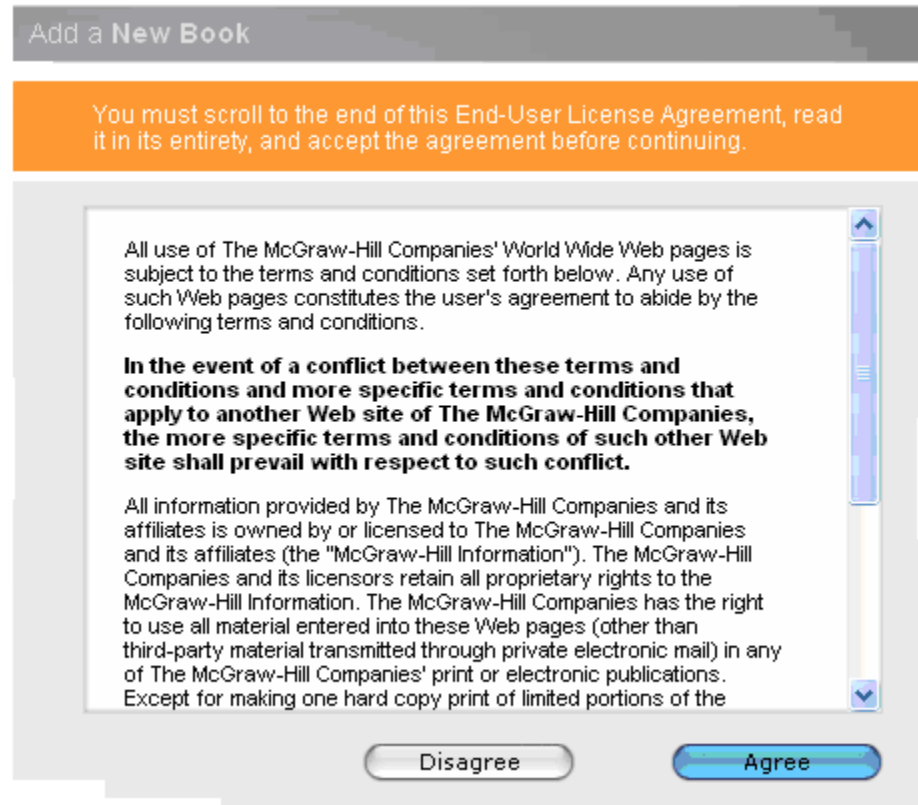 Add a New Book
You must scroll to the end of this End-User License Agreement, read
it in its entirety, and accept the agreement before continuing.
All use of The McGraw-Hill Companies' World Wide Web pages is
subject to the terms and conditions set forth below. Any use of
such Web pages constitutes the user's agreement to abide by the
following terms and conditions.
In the event of a conflict between these terms and
conditions and more specific terms and conditions that
apply to another Web site of The McGraw-Hill Companies,
the more specific terms and conditions of such other Web
site shall prevail with respect to such conflict.
All information provided by The McGraw-Hill Companies and its
affiliates is owned by or licensed to The McGraw-Hill Companies
and its affiliates (the "McGraw-Hill Information"). The McGraw-Hill
Companies and its licensors retain all proprietary rights to the
McGraw-Hill Information. The McGraw-Hill Companies has the right
to use all material entered into these Web pages (other than
third-party material transmitted through private electronic mail) in any
of The McGraw-Hill Companies' print or electronic publications.
Except for making one hard copy print of limited portions of the
Disagree Agree